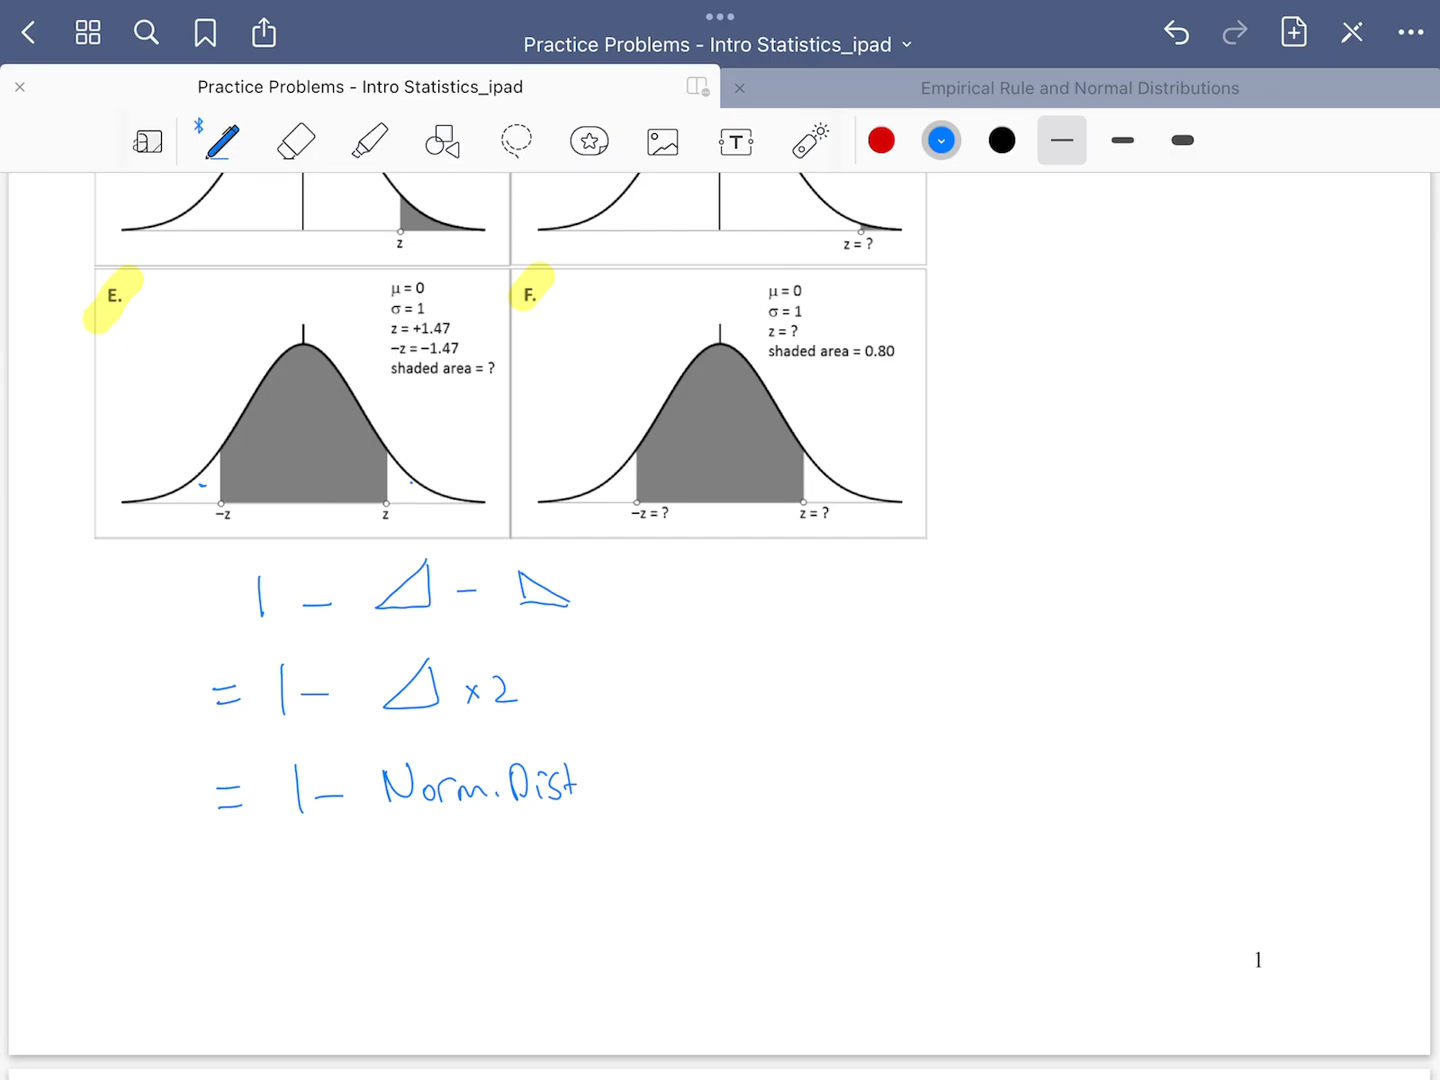 Practice Problems - Intro Statistics_ipad
Practice Problems - Intro Statistics_ipad
Empirical Rule and Normal Distributions
T
z
z = ?
E.
μ = 0
σ = 1
z = +1.47
−z = −1.47
shaded area = ?
−z
z
F.
μ = 0
σ = 1
z = ?
shaded area = 0.80
−z = ?
z = ?
1 − −
= 1 − × 2
= 1 − Norm.Dist
1